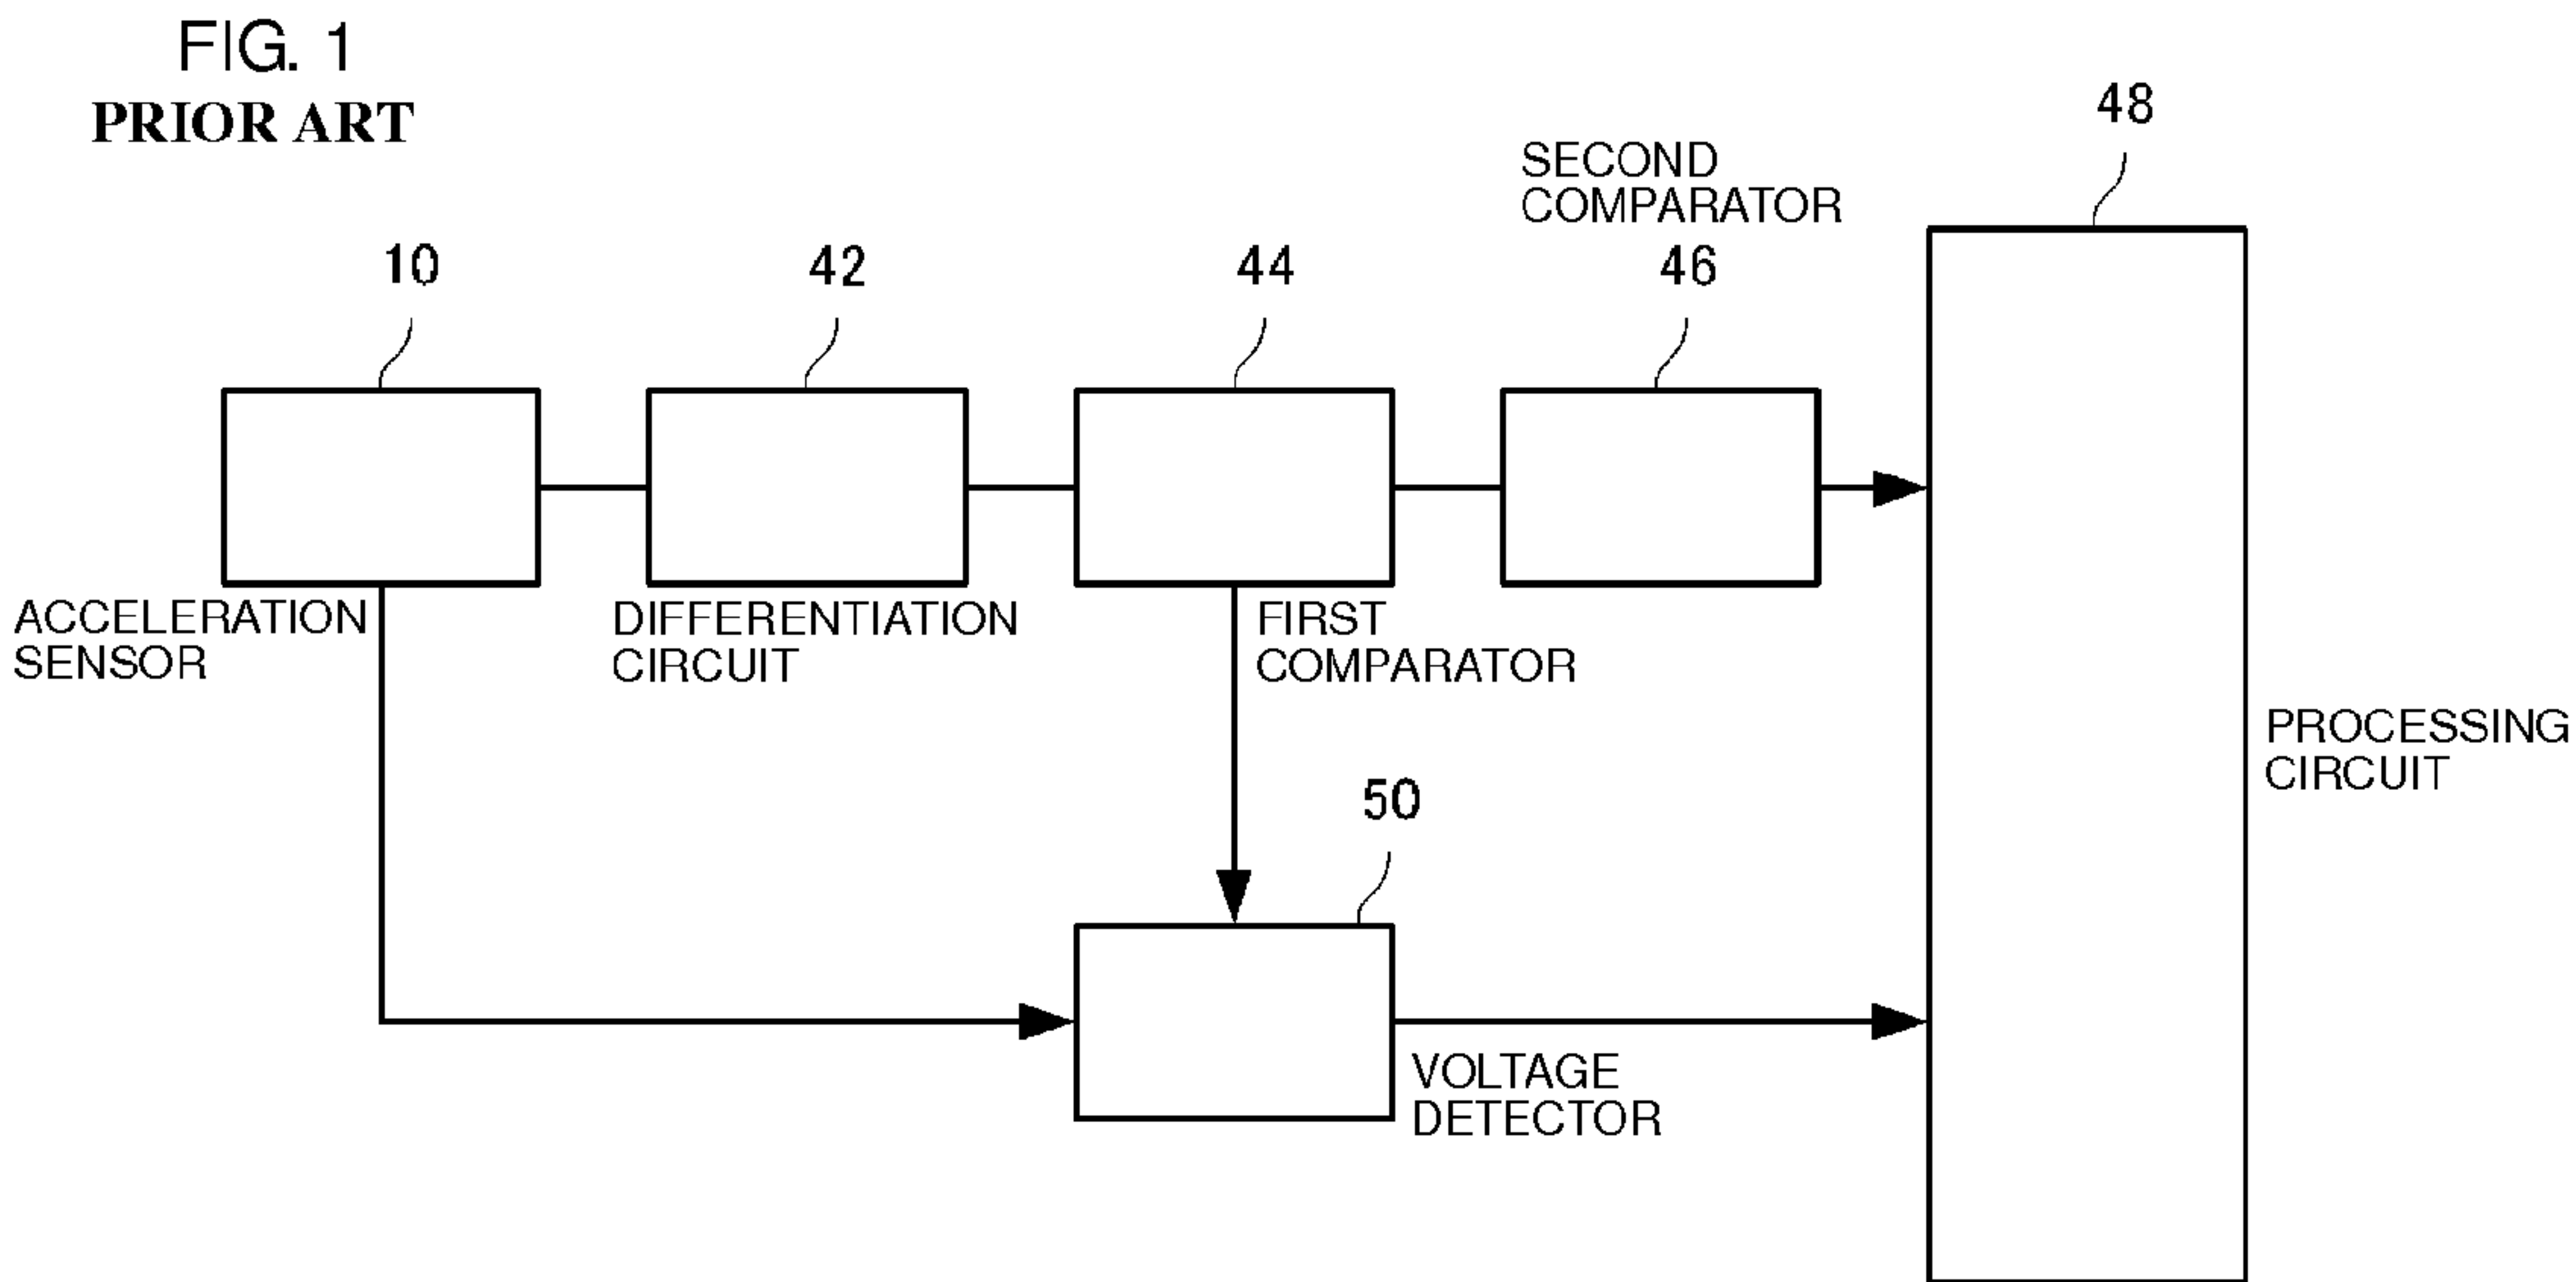 FIG. 1
PRIOR ART
48
SECOND
COMPARATOR
10
42
44
46
ACCELERATION
SENSOR
DIFFERENTIATION
CIRCUIT
FIRST
COMPARATOR
PROCESSING
CIRCUIT
50
VOLTAGE
DETECTOR